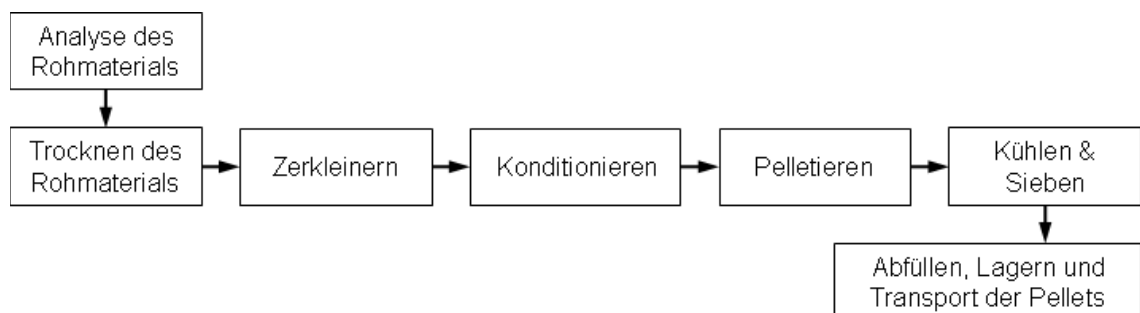 Analyse des
Rohmaterials
Trocknen des
Rohmaterials
Zerkleinern
Konditionieren
Pelletieren
Kühlen &
Sieben
Abfüllen, Lagern und
Transport der Pellets